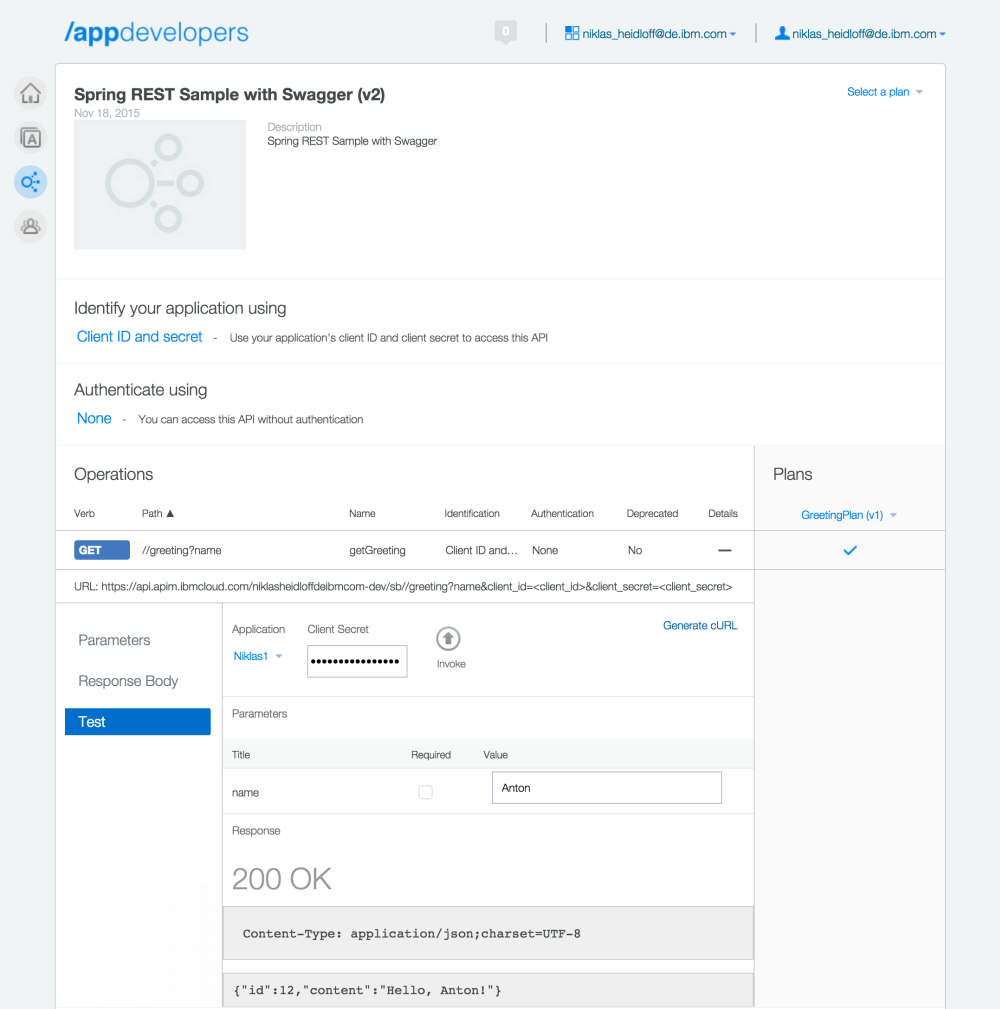 /appdevelopers
0
niklas_heidloff@de.ibm.com
niklas_heidloff@de.ibm.com
Spring REST Sample with Swagger (v2)
Select a plan
Nov 18, 2015
Description
Spring REST Sample with Swagger
A
Identify your application using
Client ID and secret - Use your application's client ID and client secret to access this API
Authenticate using
None - You can access this API without authentication
Operations
Plans
Verb Path ▲ Name Identification Authentication Deprecated Details
GreetingPlan (v1)
GET //greeting?name getGreeting Client ID and... None No —
URL: https://api.apim.ibmcloud.com/niklasheidloffdeibmcom-dev/sb//greeting?name&client_id=<client_id>&client_secret=<client_secret>
Parameters
Response Body
Test
Application Client Secret
Generate cURL
Niklas1 ••••••••••••••••
Invoke
Parameters
Title Required Value
name Anton
Response
200 OK
Content-Type: application/json;charset=UTF-8
{"id":12,"content":"Hello, Anton!"}